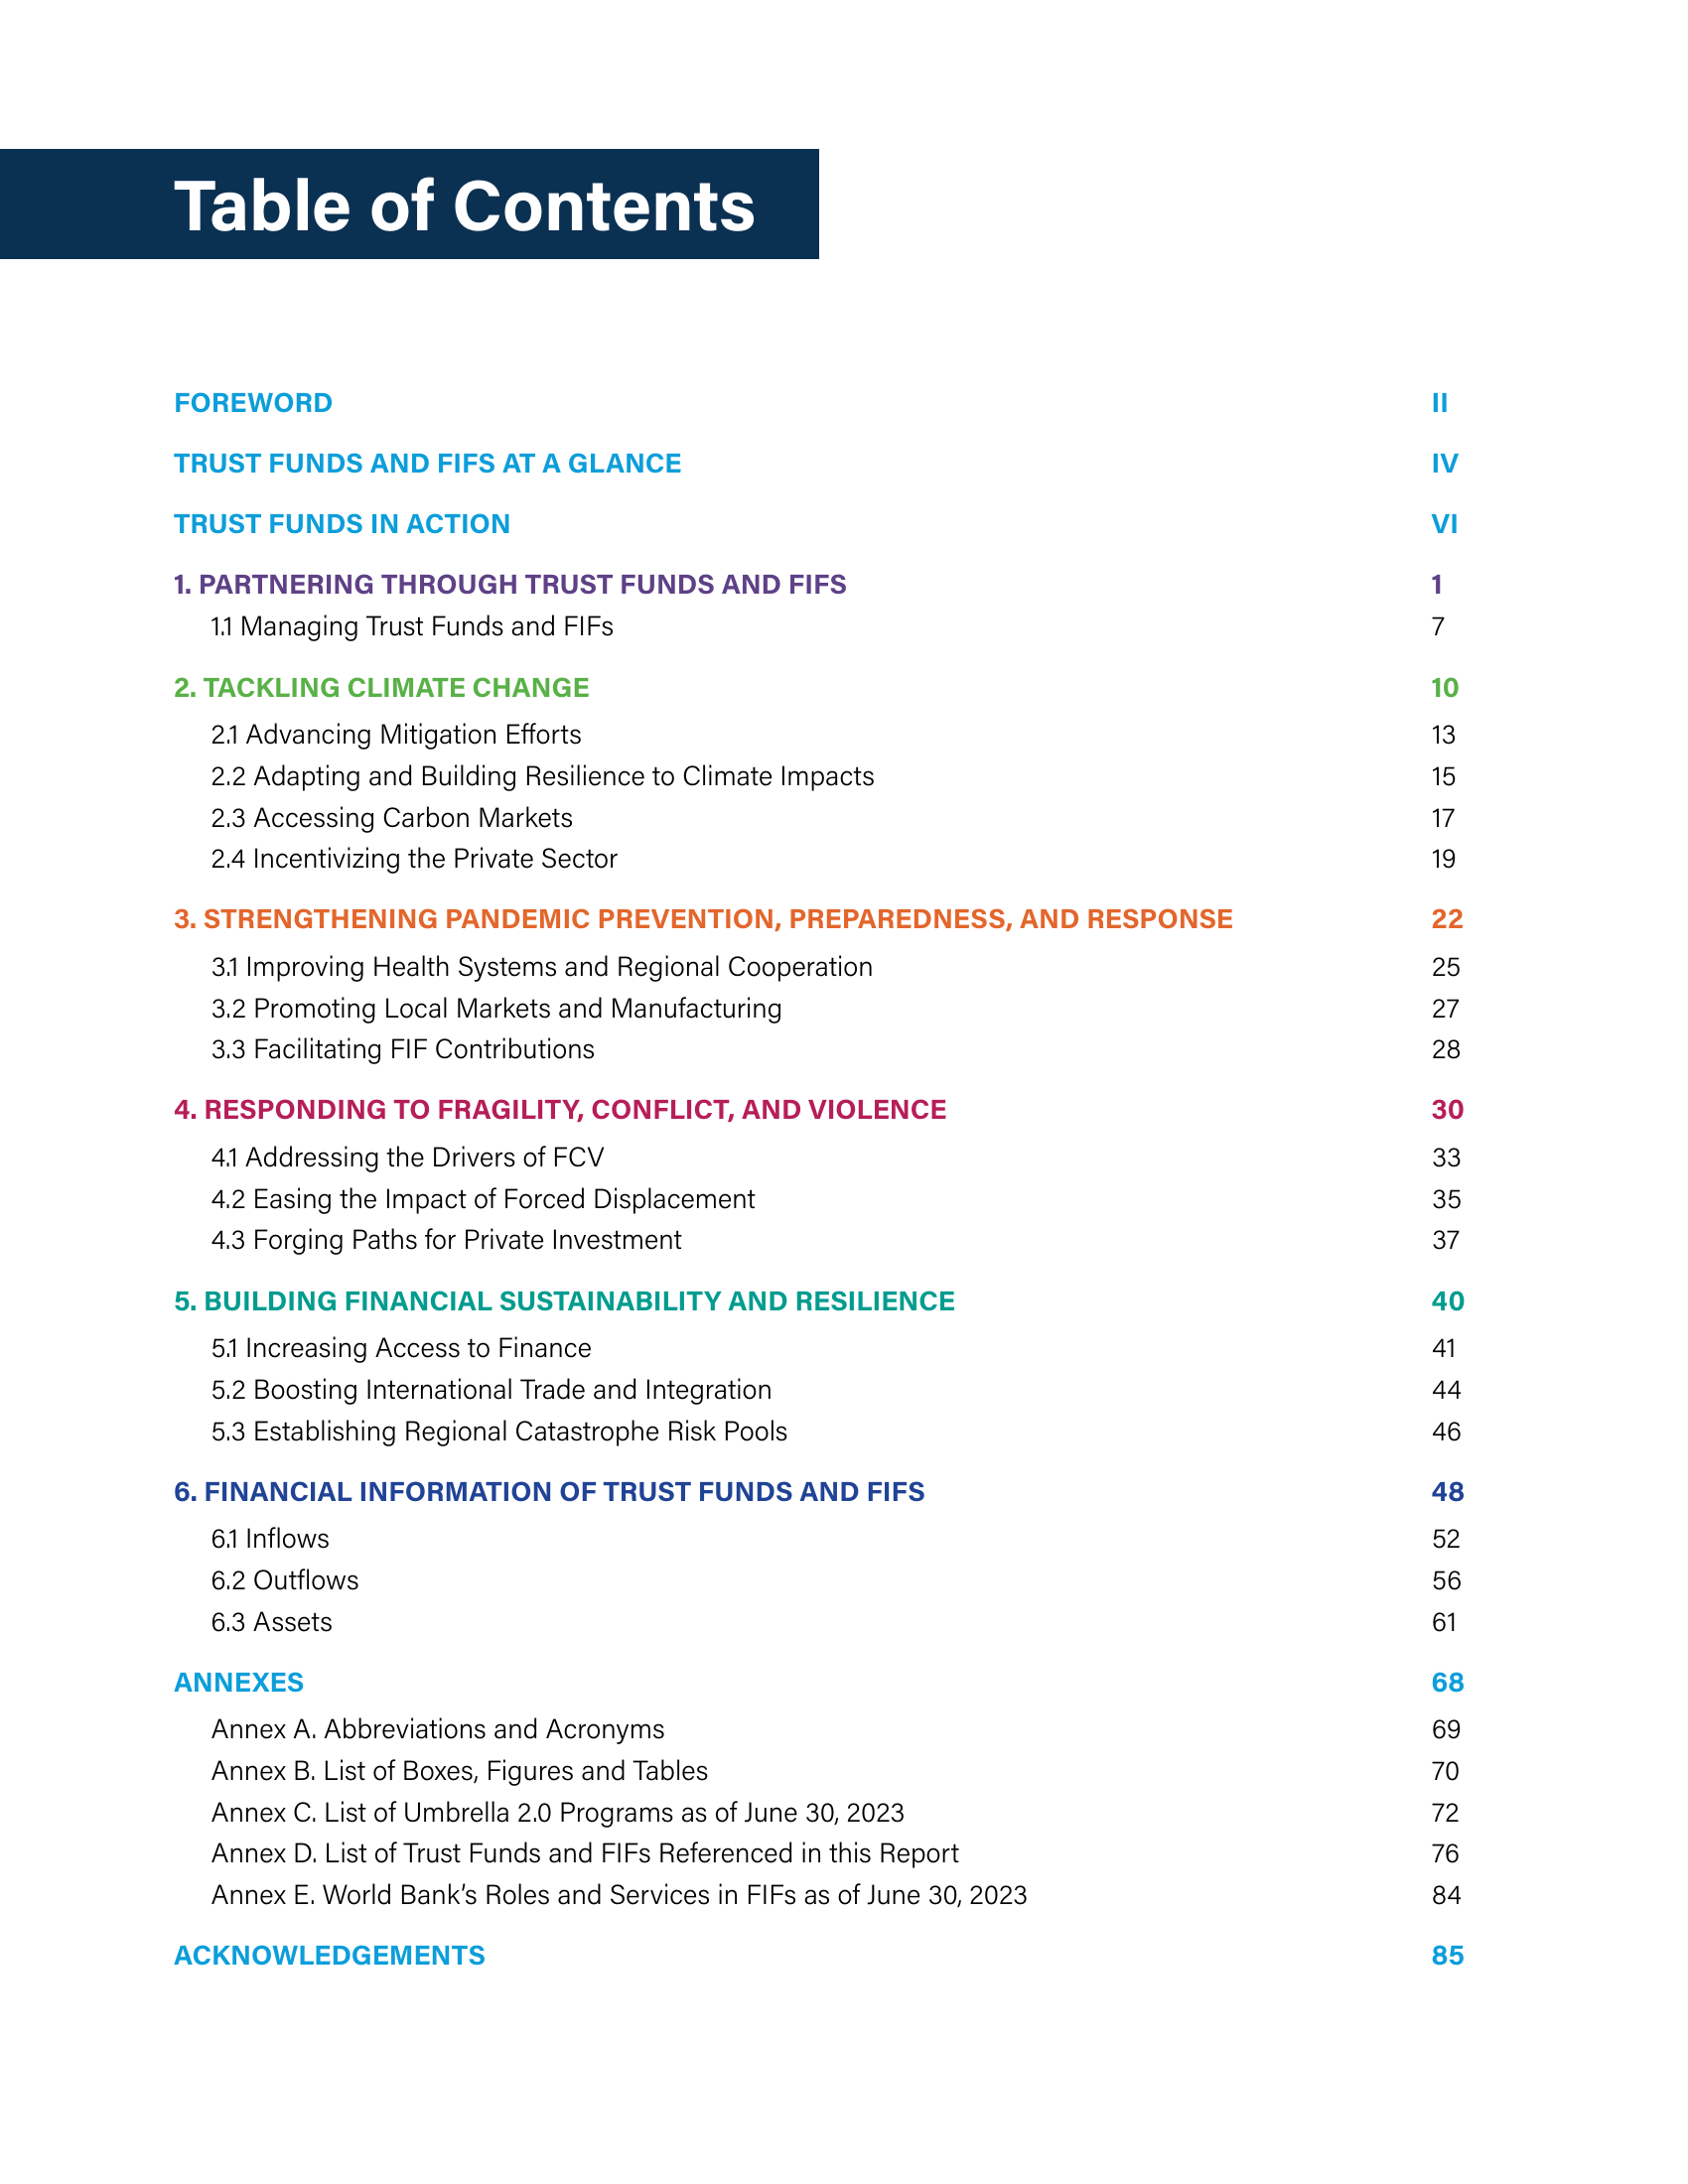 Table of Contents
FOREWORD II
TRUST FUNDS AND FIFS AT A GLANCE IV
TRUST FUNDS IN ACTION VI
1. PARTNERING THROUGH TRUST FUNDS AND FIFS 1
1.1 Managing Trust Funds and FIFs 7
2. TACKLING CLIMATE CHANGE 10
2.1 Advancing Mitigation Efforts 13
2.2 Adapting and Building Resilience to Climate Impacts 15
2.3 Accessing Carbon Markets 17
2.4 Incentivizing the Private Sector 19
3. STRENGTHENING PANDEMIC PREVENTION, PREPAREDNESS, AND RESPONSE 22
3.1 Improving Health Systems and Regional Cooperation 25
3.2 Promoting Local Markets and Manufacturing 27
3.3 Facilitating FIF Contributions 28
4. RESPONDING TO FRAGILITY, CONFLICT, AND VIOLENCE 30
4.1 Addressing the Drivers of FCV 33
4.2 Easing the Impact of Forced Displacement 35
4.3 Forging Paths for Private Investment 37
5. BUILDING FINANCIAL SUSTAINABILITY AND RESILIENCE 40
5.1 Increasing Access to Finance 41
5.2 Boosting International Trade and Integration 44
5.3 Establishing Regional Catastrophe Risk Pools 46
6. FINANCIAL INFORMATION OF TRUST FUNDS AND FIFS 48
6.1 Inflows 52
6.2 Outflows 56
6.3 Assets 61
ANNEXES 68
Annex A. Abbreviations and Acronyms 69
Annex B. List of Boxes, Figures and Tables 70
Annex C. List of Umbrella 2.0 Programs as of June 30, 2023 72
Annex D. List of Trust Funds and FIFs Referenced in this Report 76
Annex E. World Bank's Roles and Services in FIFs as of June 30, 2023 84
ACKNOWLEDGEMENTS 85